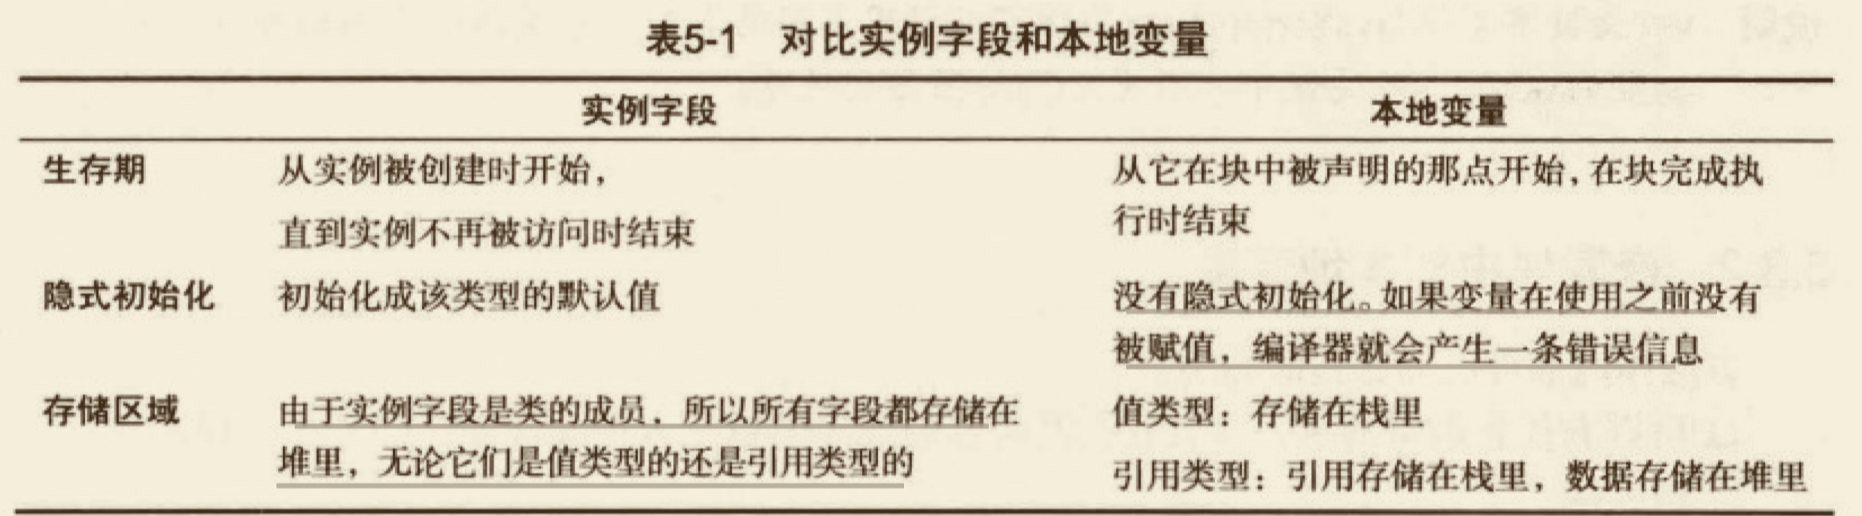 表5-1 对比实例字段和本地变量
实例字段 本地变量
生存期 从实例被创建时开始, 从它在块中被声明的那点开始, 在块完成执
直到实例不再被访问时结束 行时结束
隐式初始化 初始化成该类型的默认值 没有隐式初始化。如果变量在使用之前没有
被赋值, 编译器就会产生一条错误信息
存储区域 由于实例字段是类的成员, 所以所有字段都存储在 值类型: 存储在栈里
堆里, 无论它们是值类型的还是引用类型的 引用类型: 引用存储在栈里, 数据存储在堆里